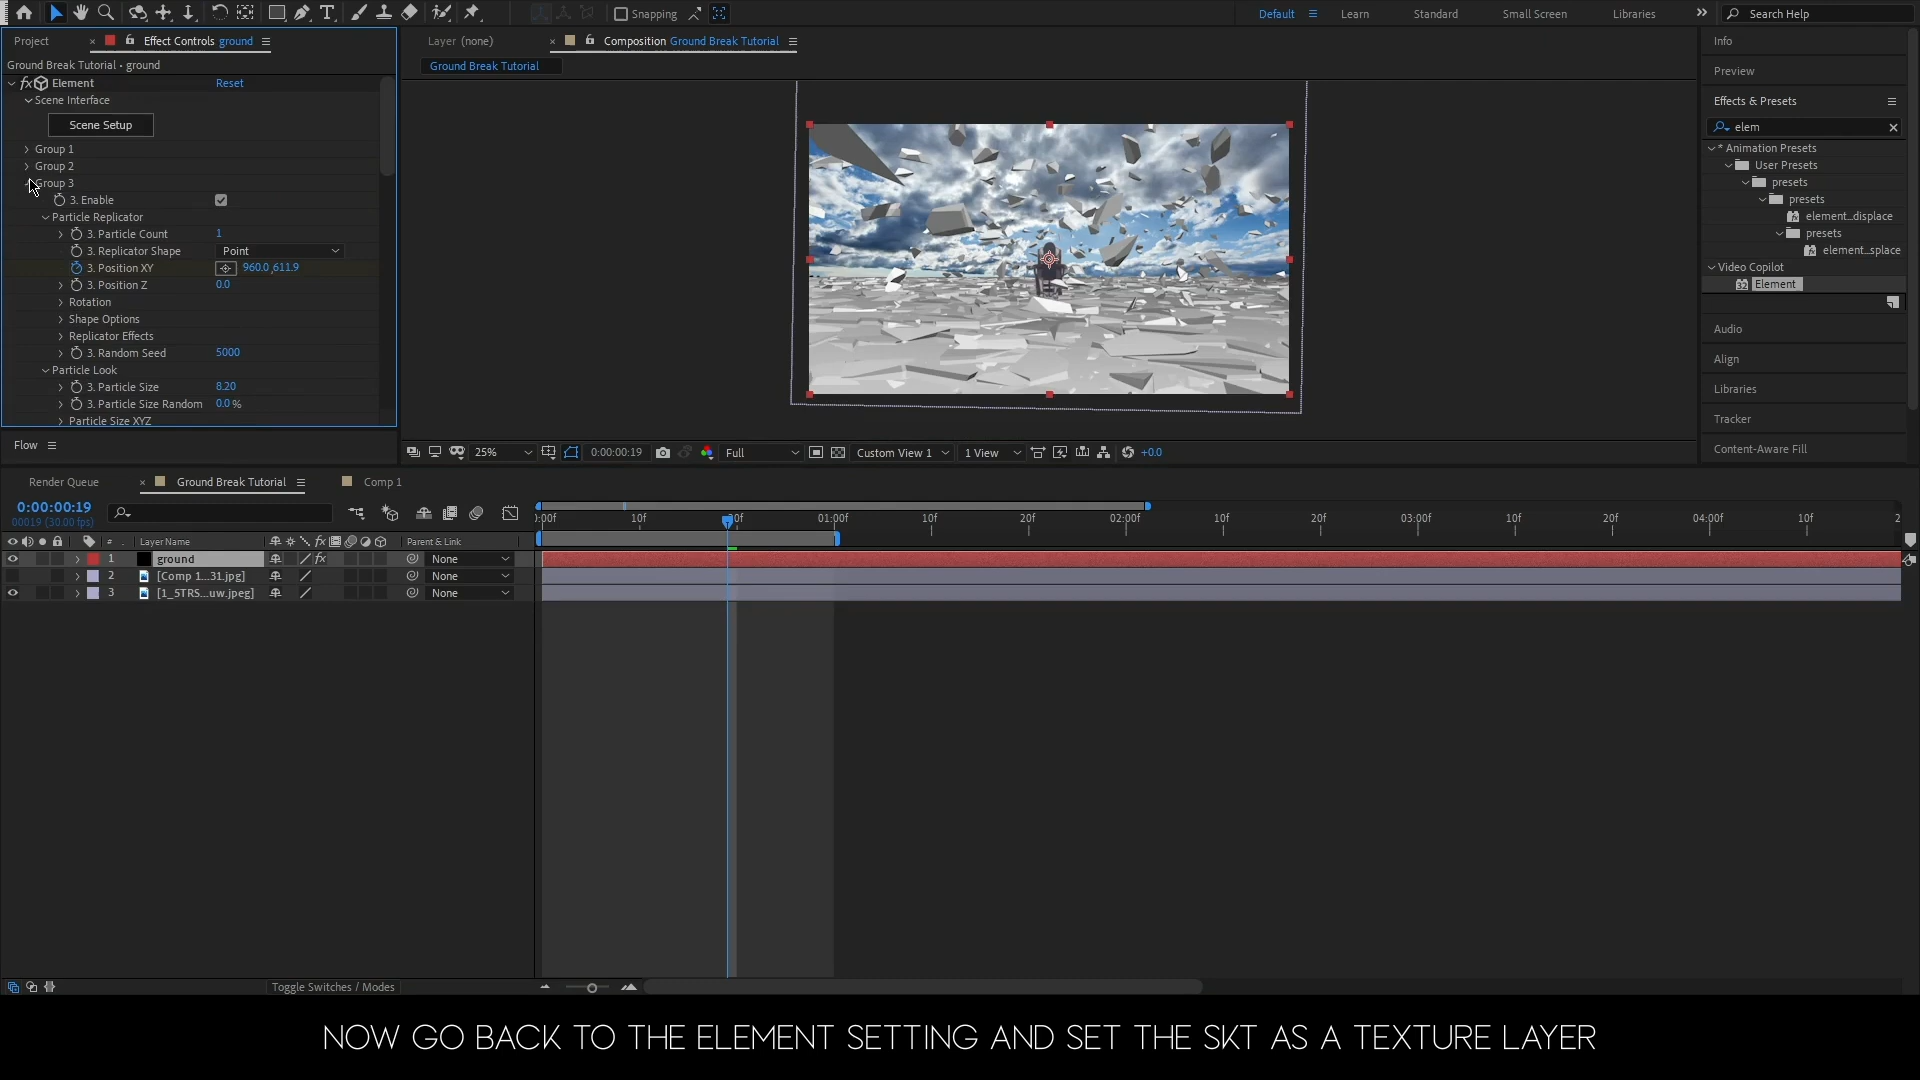 Snapping
Default
Learn
Standard
Small Screen
Libraries
Search Help
Project
Effect Controls ground
Layer (none)
Composition Ground Break Tutorial
Info
Ground Break Tutorial • ground
Ground Break Tutorial
Preview
Element
Reset
Scene Interface
Effects & Presets
Scene Setup
elem
Group 1
* Animation Presets
Group 2
User Presets
Group 3
presets
3. Enable
presets
Particle Replicator
element...displace
3. Particle Count
1
presets
3. Replicator Shape
Point
element...splace
3. Position XY
960.0,611.9
Video Copilot
3. Position Z
0.0
Element
Rotation
Shape Options
Audio
Replicator Effects
3. Random Seed
5000
Align
Particle Look
3. Particle Size
8.20
Libraries
3. Particle Size Random
0.0 %
Particle Size XYZ
Tracker
Flow
25%
0:00:00:19
Full
Custom View 1
1 View
+0.0
Content-Aware Fill
Render Queue
Ground Break Tutorial
Comp 1
0:00:00:19
00019 (30.00 fps)
):00f
10f
20f
01:00f
10f
20f
02:00f
10f
20f
03:00f
10f
20f
04:00f
10f
2
#
Layer Name
Parent & Link
1
ground
None
2
[Comp 1...31.jpg]
None
3
[1_5TRS...uw.jpeg]
None
Toggle Switches / Modes
NOW GO BACK TO THE ELEMENT SETTING AND SET THE SKT AS A TEXTURE LAYER